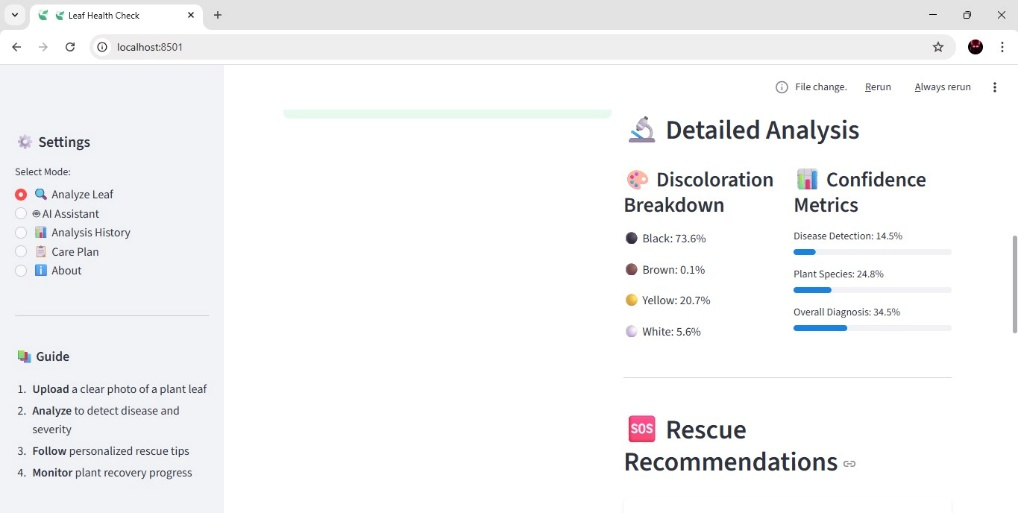 Leaf Health Check
localhost:8501
File change.
Rerun
Always rerun
Settings
Select Mode:
Analyze Leaf
AI Assistant
Analysis History
Care Plan
About
Guide
1. Upload a clear photo of a plant leaf
2. Analyze to detect disease and
severity
3. Follow personalized rescue tips
4. Monitor plant recovery progress
Detailed Analysis
Discoloration
Breakdown
Black: 73.6%
Brown: 0.1%
Yellow: 20.7%
White: 5.6%
Confidence
Metrics
Disease Detection: 14.5%
Plant Species: 24.8%
Overall Diagnosis: 34.5%
SOS Rescue
Recommendations